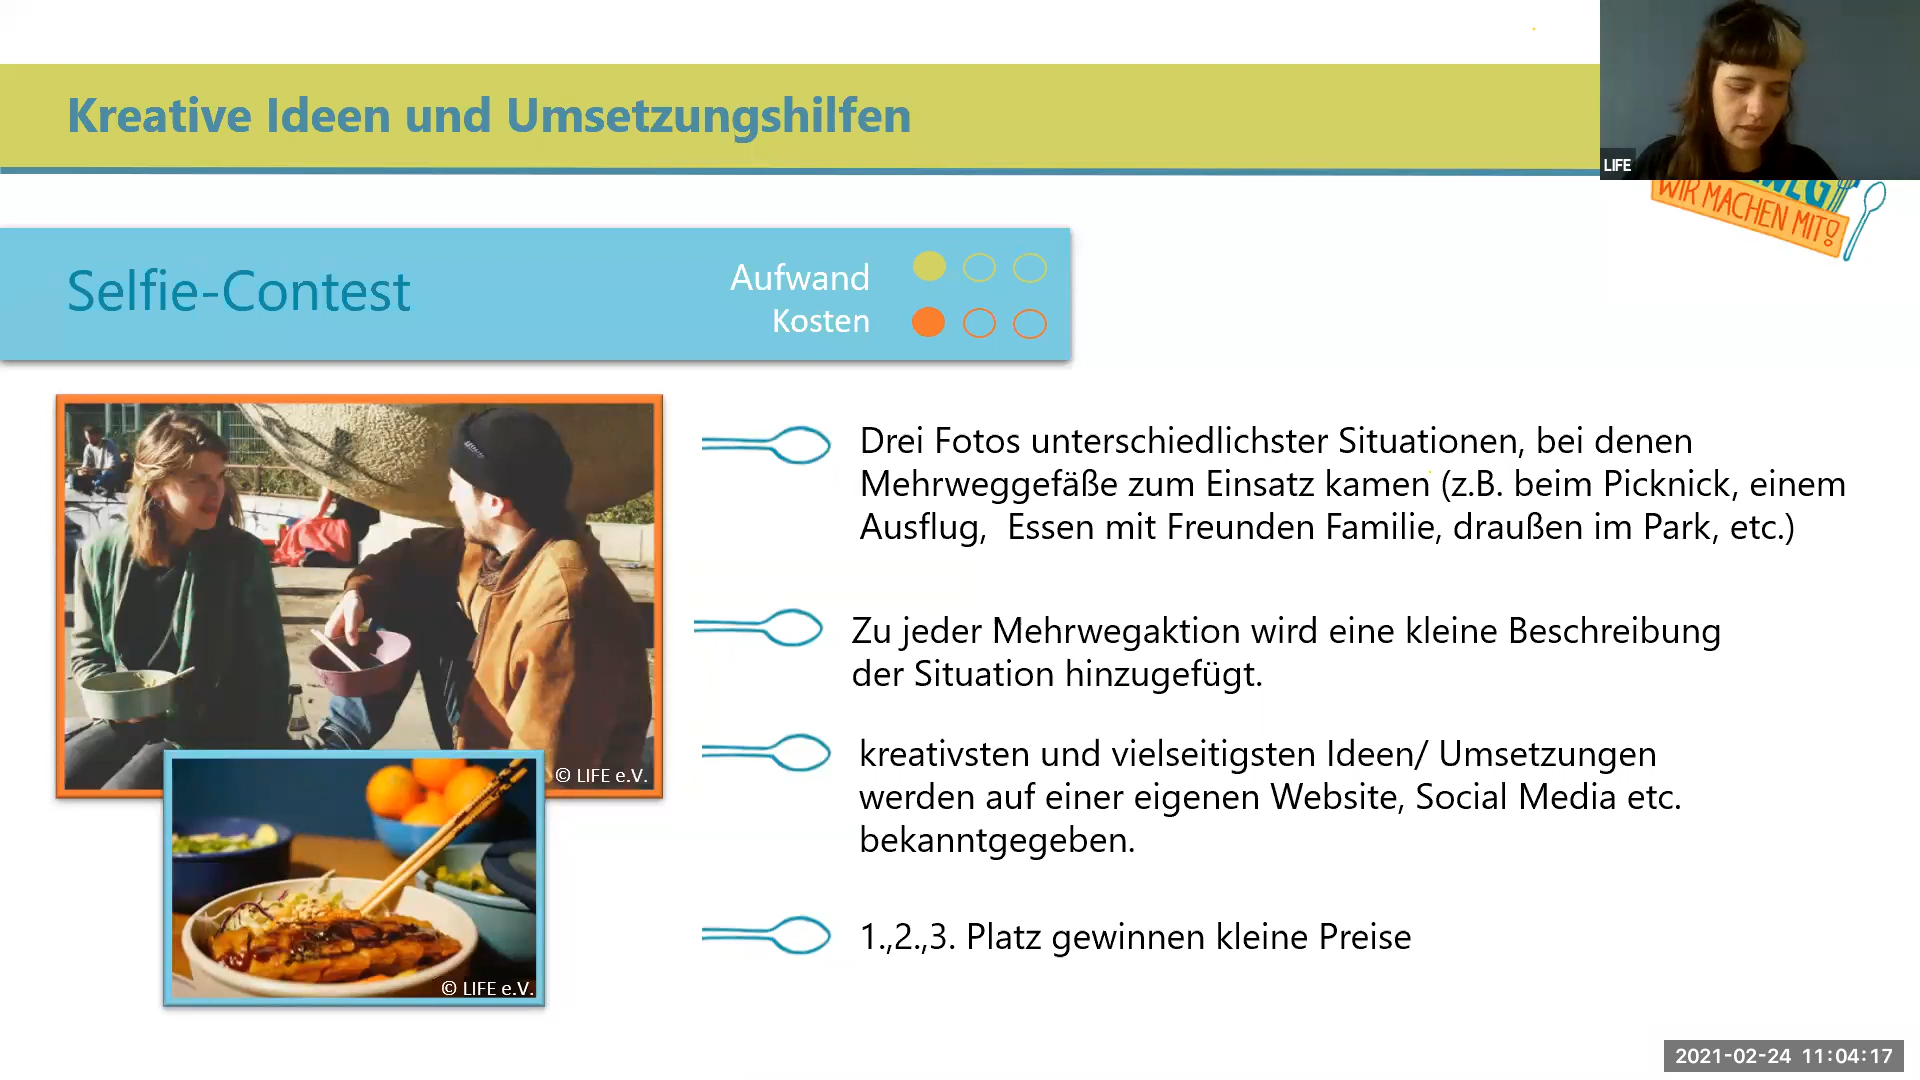 Kreative Ideen und Umsetzungshilfen
LIFE
WIR MACHEN MIT!
Selfie-Contest
Aufwand
Kosten
Drei Fotos unterschiedlichster Situationen, bei denen
Mehrweggefäße zum Einsatz kamen (z.B. beim Picknick, einem
Ausflug,  Essen mit Freunden Familie, draußen im Park, etc.)
Zu jeder Mehrwegaktion wird eine kleine Beschreibung
der Situation hinzugefügt.
kreativsten und vielseitigsten Ideen/ Umsetzungen
werden auf einer eigenen Website, Social Media etc.
bekanntgegeben.
1.,2.,3. Platz gewinnen kleine Preise
© LIFE e.V.
© LIFE e.V.
2021-02-24 11:04:17